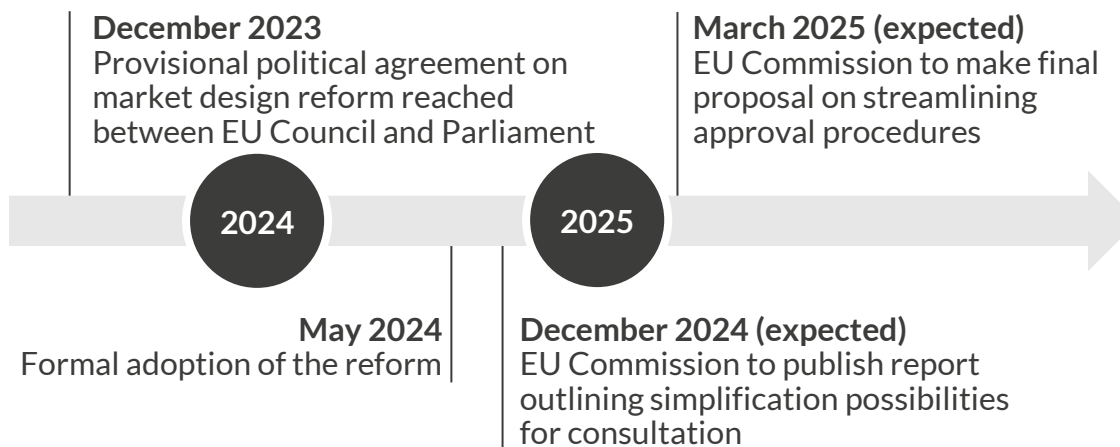 December 2023
Provisional political agreement on
market design reform reached
between EU Council and Parliament
March 2025 (expected)
EU Commission to make final
proposal on streamlining
approval procedures
2024
2025
May 2024
Formal adoption of the reform
December 2024 (expected)
EU Commission to publish report
outlining simplification possibilities
for consultation